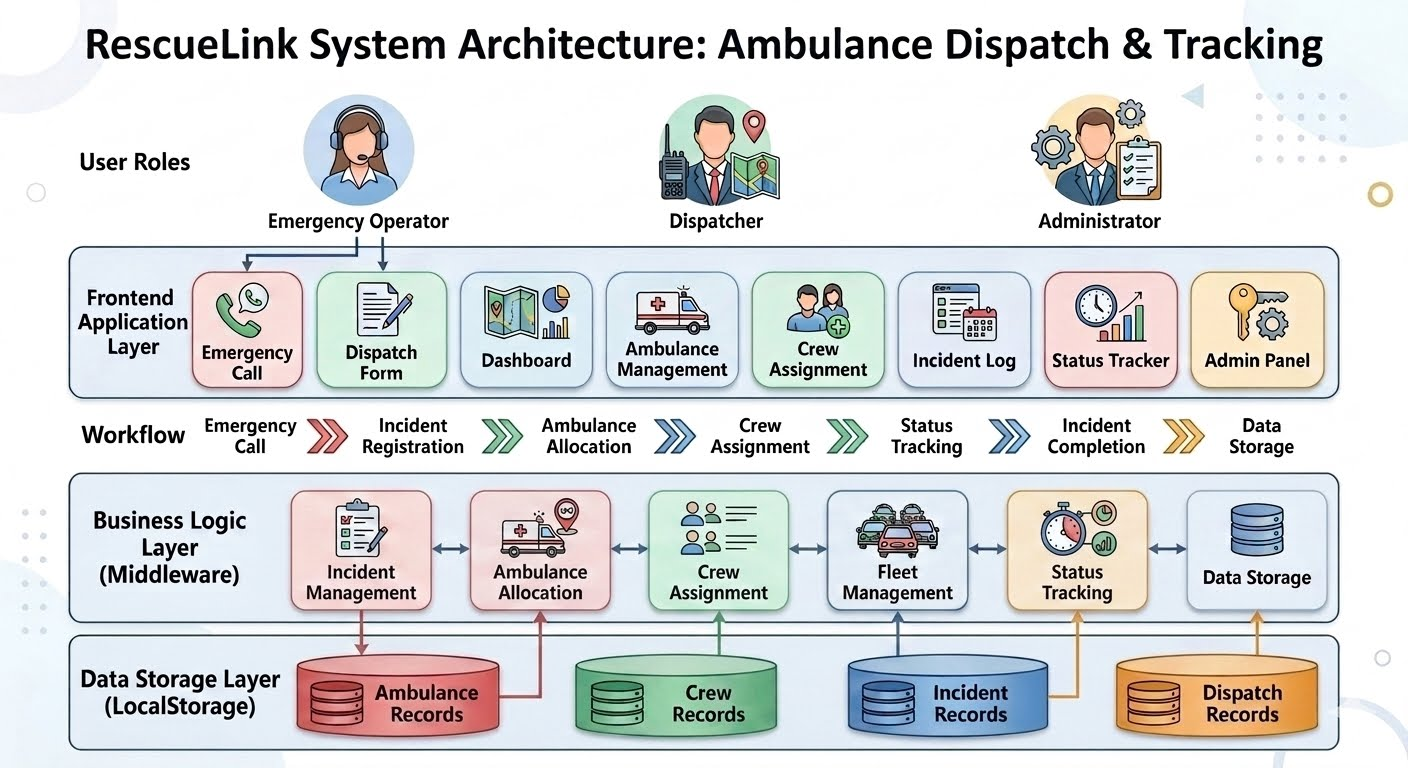 RescueLink System Architecture: Ambulance Dispatch & Tracking
User Roles
Emergency Operator
Dispatcher
Administrator
Frontend
Application
Layer
Emergency
Call
Dispatch
Form
Dashboard
Ambulance
Management
Crew
Assignment
Incident Log
Status Tracker
Admin Panel
Workflow
Emergency
Call
Incident
Registration
Ambulance
Allocation
Crew
Assignment
Status
Tracking
Incident
Completion
Data
Storage
Business Logic
Layer
(Middleware)
Incident
Management
Ambulance
Allocation
Crew
Assignment
Fleet
Management
Status
Tracking
Data Storage
Data Storage Layer
(LocalStorage)
Ambulance
Records
Crew
Records
Incident
Records
Dispatch
Records